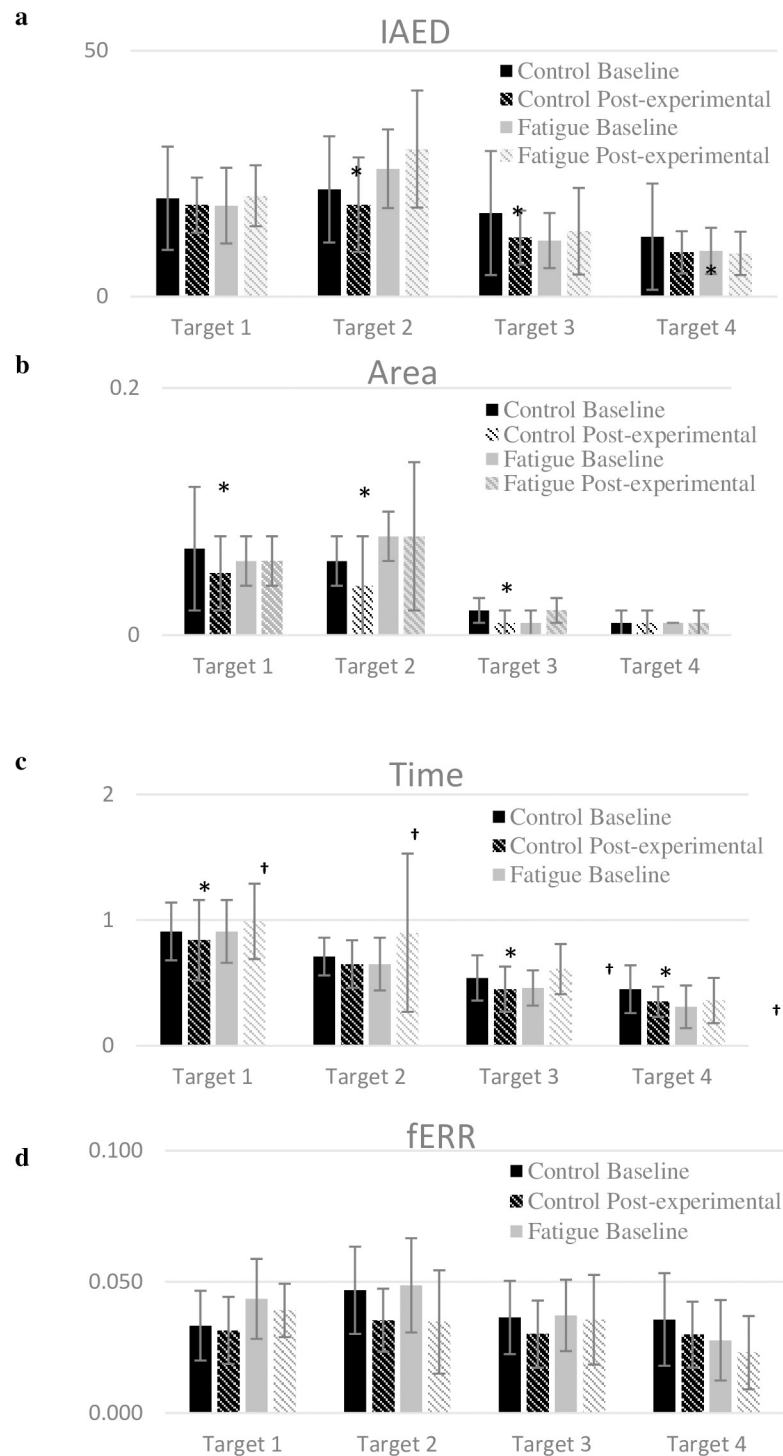 a
IAED
50
Control Baseline
Control Post-experimental
Fatigue Baseline
Fatigue Post-experimental
*
*
*
0
Target 1 Target 2 Target 3 Target 4
b
Area
0.2
Control Baseline
Control Post-experimental
Fatigue Baseline
Fatigue Post-experimental
* *
*
0
Target 1 Target 2 Target 3 Target 4
c
Time
2
Control Baseline
Control Post-experimental
Fatigue Baseline
†
* †
1
* † *
†
0
Target 1 Target 2 Target 3 Target 4
d
fERR
0.100
Control Baseline
Control Post-experimental
Fatigue Baseline
0.050
0.000
Target 1 Target 2 Target 3 Target 4